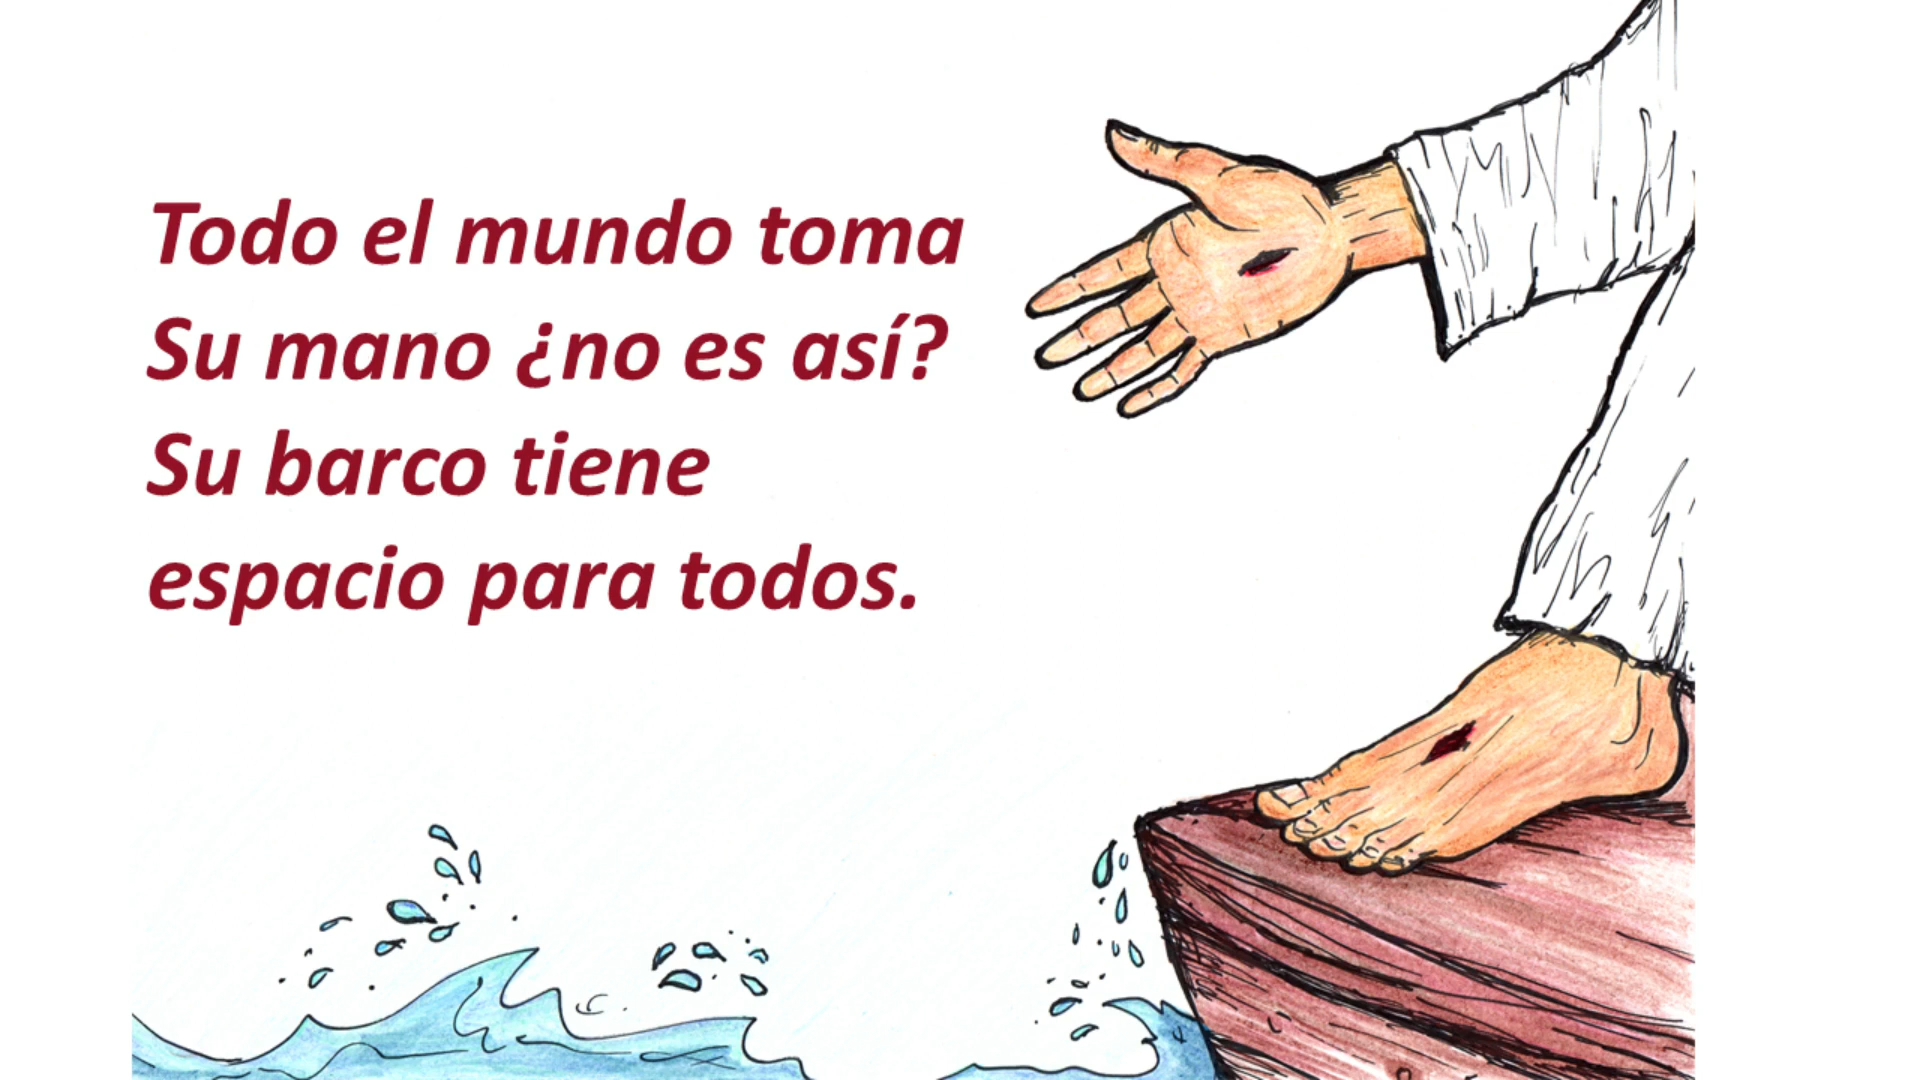 Todo el mundo toma
Su mano ¿no es así?
Su barco tiene
espacio para todos.